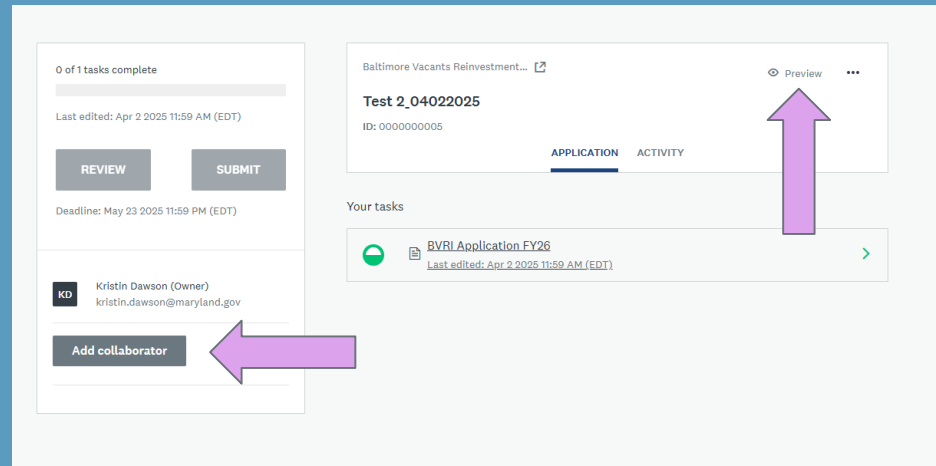 0 of 1 tasks complete
Last edited: Apr 2 2025 11:59 AM (EDT)
REVIEW
SUBMIT
Deadline: May 23 2025 11:59 PM (EDT)
KD
Kristin Dawson (Owner)
kristin.dawson@maryland.gov
Add collaborator
Baltimore Vacants Reinvestment...
Preview
•••
Test 2_04022025
ID: 0000000005
APPLICATION ACTIVITY
Your tasks
BVRI Application FY26
Last edited: Apr 2 2025 11:59 AM (EDT)